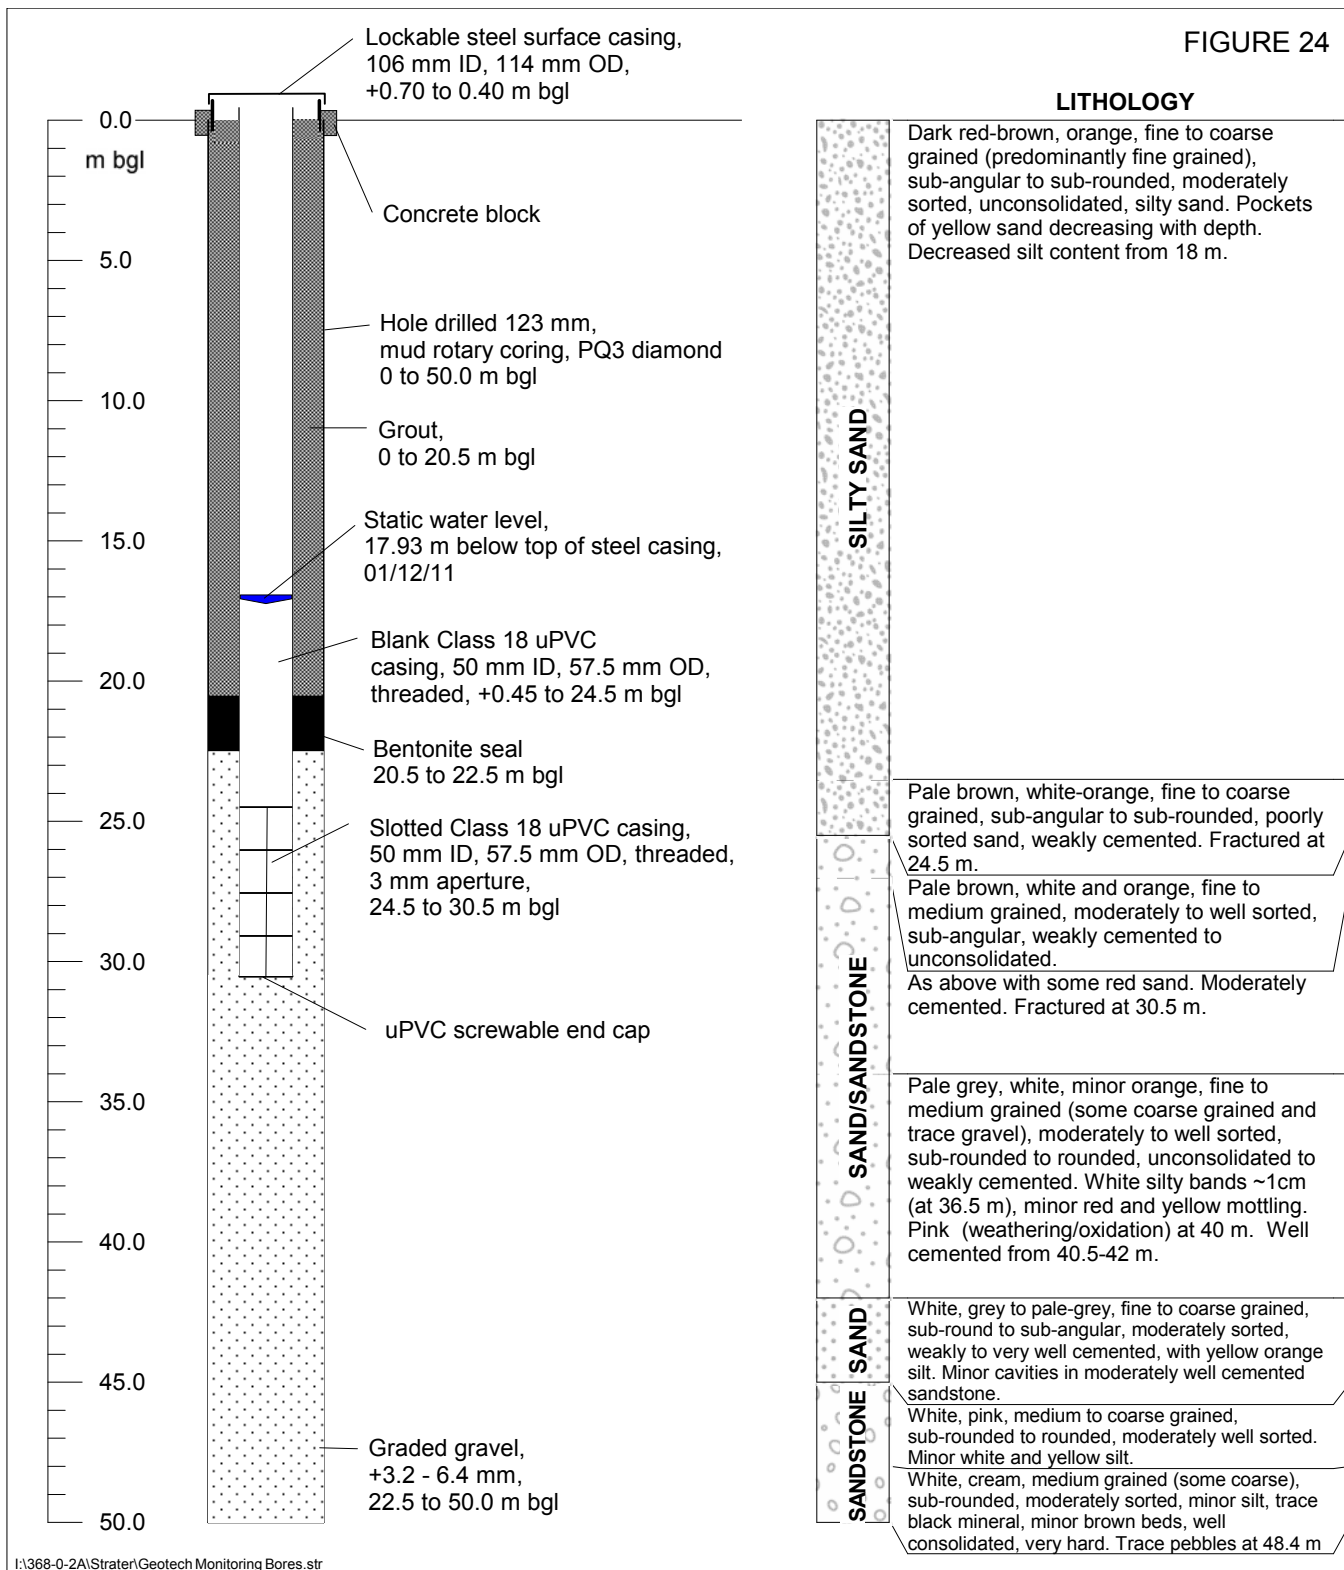 FIGURE 24
Lockable steel surface casing,
106 mm ID, 114 mm OD,
+0.70 to 0.40 m bgl
0.0
m bgl
5.0
10.0
15.0
20.0
25.0
30.0
35.0
40.0
45.0
50.0
Concrete block
Hole drilled 123 mm,
mud rotary coring, PQ3 diamond
0 to 50.0 m bgl
Grout,
0 to 20.5 m bgl
Static water level,
17.93 m below top of steel casing,
01/12/11
Blank Class 18 uPVC
casing, 50 mm ID, 57.5 mm OD,
threaded, +0.45 to 24.5 m bgl
Bentonite seal
20.5 to 22.5 m bgl
Slotted Class 18 uPVC casing,
50 mm ID, 57.5 mm OD, threaded,
3 mm aperture,
24.5 to 30.5 m bgl
uPVC screwable end cap
Graded gravel,
+3.2 - 6.4 mm,
22.5 to 50.0 m bgl
LITHOLOGY
SILTY SAND
SAND/SANDSTONE
SAND
SANDSTONE
Dark red-brown, orange, fine to coarse
grained (predominantly fine grained),
sub-angular to sub-rounded, moderately
sorted, unconsolidated, silty sand. Pockets
of yellow sand decreasing with depth.
Decreased silt content from 18 m.
Pale brown, white-orange, fine to coarse
grained, sub-angular to sub-rounded, poorly
sorted sand, weakly cemented. Fractured at
24.5 m.
Pale brown, white and orange, fine to
medium grained, moderately to well sorted,
sub-angular, weakly cemented to
unconsolidated.
As above with some red sand. Moderately
cemented. Fractured at 30.5 m.
Pale grey, white, minor orange, fine to
medium grained (some coarse grained and
trace gravel), moderately to well sorted,
sub-rounded to rounded, unconsolidated to
weakly cemented. White silty bands ~1cm
(at 36.5 m), minor red and yellow mottling.
Pink (weathering/oxidation) at 40 m. Well
cemented from 40.5-42 m.
White, grey to pale-grey, fine to coarse grained,
sub-round to sub-angular, moderately sorted,
weakly to very well cemented, with yellow orange
silt. Minor cavities in moderately well cemented
sandstone.
White, pink, medium to coarse grained,
sub-rounded to rounded, moderately well sorted.
Minor white and yellow silt.
White, cream, medium grained (some coarse),
sub-rounded, moderately sorted, minor silt, trace
black mineral, minor brown beds, well
consolidated, very hard. Trace pebbles at 48.4 m
I:\368-0-2A\Strater\Geotech Monitoring Bores.str